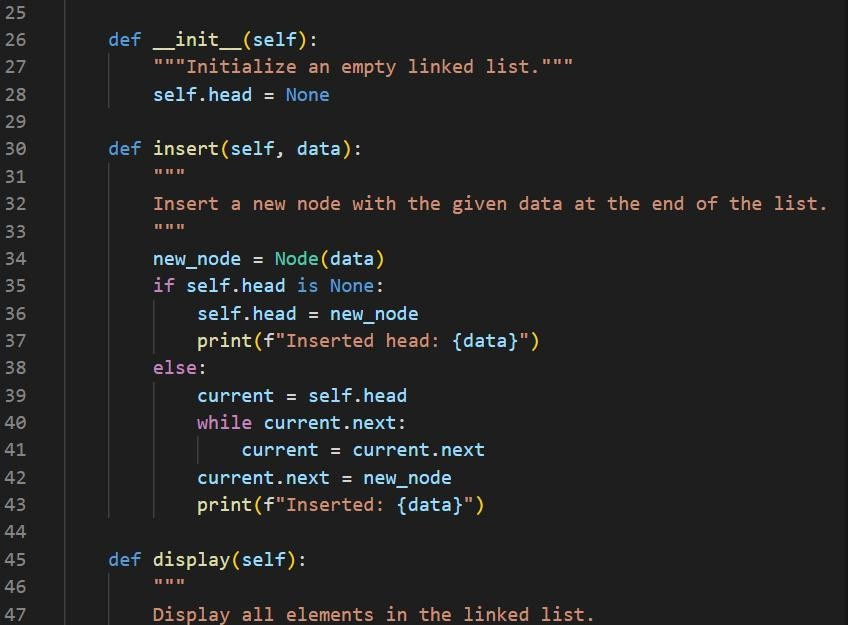 25
26 def __init__(self):
27 """Initialize an empty linked list."""
28 self.head = None
29
30 def insert(self, data):
31 """
32 Insert a new node with the given data at the end of the list.
33 """
34 new_node = Node(data)
35 if self.head is None:
36 self.head = new_node
37 print(f"Inserted head: {data}")
38 else:
39 current = self.head
40 while current.next:
41 current = current.next
42 current.next = new_node
43 print(f"Inserted: {data}")
44
45 def display(self):
46 """
47 Display all elements in the linked list.